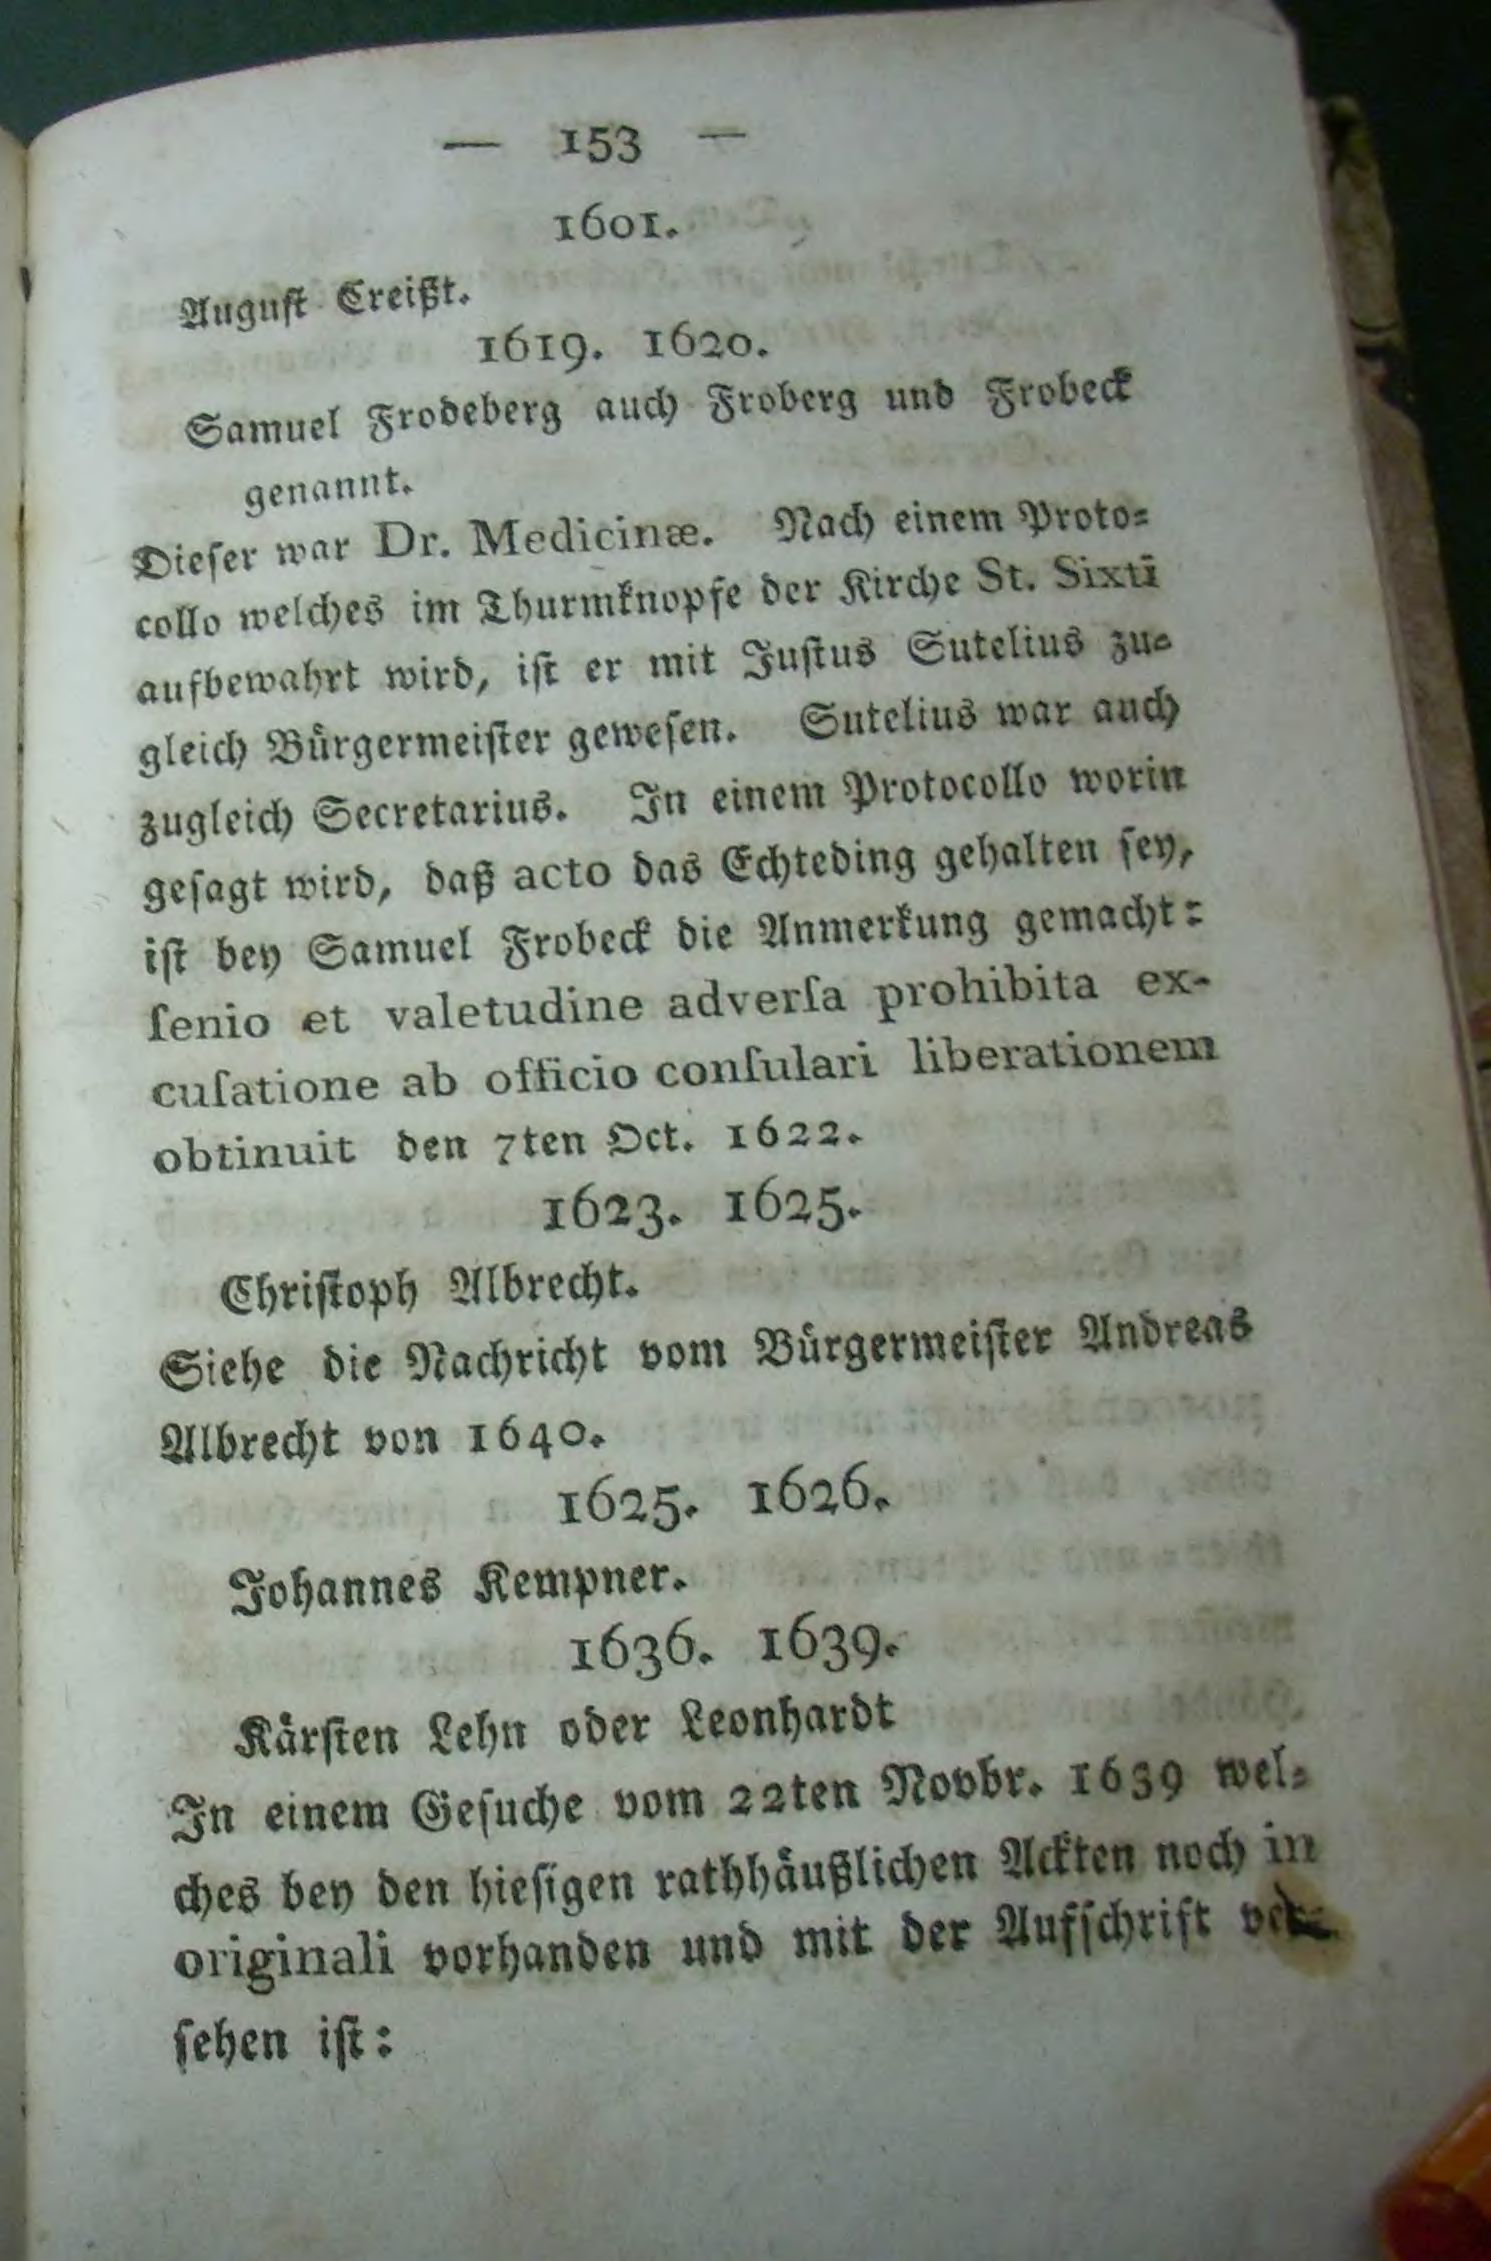 — 153 —
1601.
August Creißt.
1619. 1620.
Samuel Frodeberg auch Froberg und Frobeck
genannt.
Dieser war Dr. Medicinæ. Nach einem Proto=
collo welches im Thurmknopfe der Kirche St. Sixti
aufbewahrt wird, ist er mit Justus Sutelius zu=
gleich Bürgermeister gewesen. Sutelius war auch
zugleich Secretarius. In einem Protocollo worin
gesagt wird, daß acto das Echteding gehalten sey,
ist bey Samuel Frobeck die Anmerkung gemacht:
ſenio et valetudine adverſa prohibita ex-
cuſatione ab officio conſulari liberationem
obtinuit den 7ten Oct. 1622.
1623. 1625.
Christoph Albrecht.
Siehe die Nachricht vom Bürgermeister Andreas
Albrecht von 1640.
1625. 1626.
Johannes Kempner.
1636. 1639.
Kärsten Lehn oder Leonhardt
In einem Gesuche vom 22ten Novbr. 1639 wel=
ches bey den hiesigen rathhäußlichen Ackten noch in
originali vorhanden und mit der Aufschrift ver=
sehen ist: